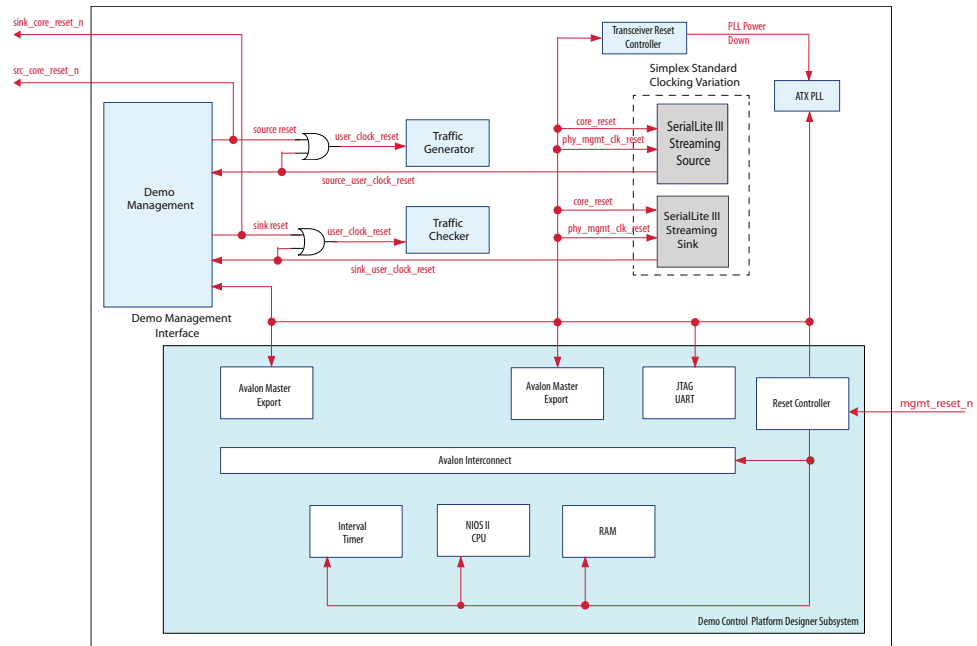 sink_core_reset_n
src_core_reset_n
Transceiver Reset
Controller
PLL Power
Down
ATX PLL
Simplex Standard
Clocking Variation
SerialLite III
Streaming
Source
core_reset
phy_mgmt_clk_reset
Demo
Management
source reset
user_clock_reset
Traffic
Generator
source_user_clock_reset
core_reset
phy_mgmt_clk_reset
SerialLite III
Streaming
Sink
sink reset
user_clock_reset
Traffic
Checker
sink_user_clock_reset
Demo Management
Interface
Avalon Master
Export
Avalon Master
Export
JTAG
UART
Reset Controller
mgmt_reset_n
Avalon Interconnect
Interval
Timer
NIOS II
CPU
RAM
Demo Control Platform Designer Subsystem